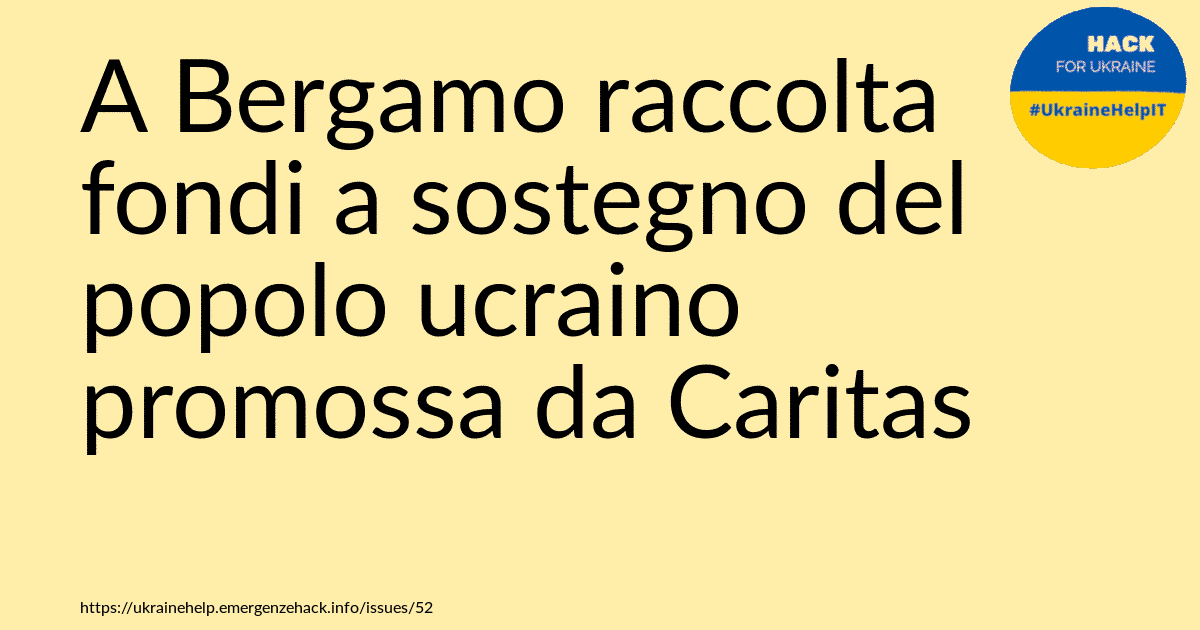 A Bergamo raccolta
fondi a sostegno del
popolo ucraino
promossa da Caritas
HACK
FOR UKRAINE
#UkraineHelpIT
https://ukrainehelp.emergenzehack.info/issues/52